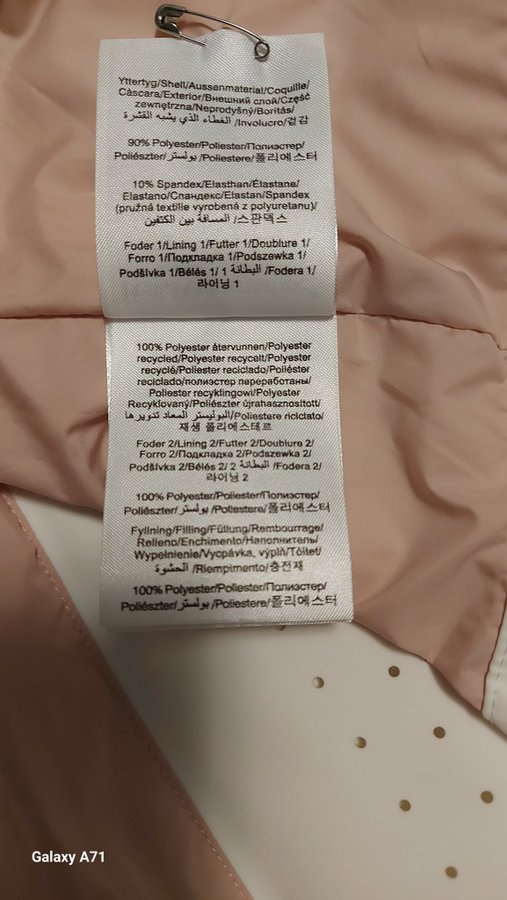 Yttertyg/Shell/Aussenmaterial/Coquille/
Cáscara/Exterior/Внешний слой/Część
zewnętrzna/Neprodyšný/Borítás/
الغطاء الذي يشبه القشرة /Involucro/겉감
90% Polyester/Poliester/Полиэстер/
Poliészter/بولستر /Poliestere/폴리에스터
10% Spandex/Elasthan/Élastane/
Elastano/Спандекс/Elastan/Spandex
(pružná textilie vyrobená z polyuretanu)/
المسافة بين الكتفين/스판덱스
Foder 1/Lining 1/Futter 1/Doublure 1/
Forro 1/Подкладка 1/Podszewka 1/
Podšívka 1/Bélés 1/ البطانة 1 /Fodera 1/
라이닝 1
100% Polyester återvunnen/Polyester
recycled/Polyester recycelt/Polyester
recyclé/Poliester reciclado/Poliéster
reciclado/полиэстер переработаны/
Poliester recyklingowy/Polyester
Recyklovaný/Poliészter újrahasznosított/
البوليستر المعاد تدويرها/Poliestere riciclato/
재생 폴리에스테르
Foder 2/Lining 2/Futter 2/Doublure 2/
Forro 2/Подкладка 2/Podszewka 2/
Podšívka 2/Bélés 2/ البطانة 2 /Fodera 2/
라이닝 2
100% Polyester/Poliester/Полиэстер/
Poliészter/بولستر /Poliestere/폴리에스터
Fyllning/Filling/Füllung/Rembourrage/
Relleno/Enchimento/Наполнитель/
Wypełnienie/Vycpávka, výplň/Töltet/
الحشوة /Riempimento/충전재
100% Polyester/Poliester/Полиэстер/
Poliészter/بولستر /Poliestere/폴리에스터
Galaxy A71